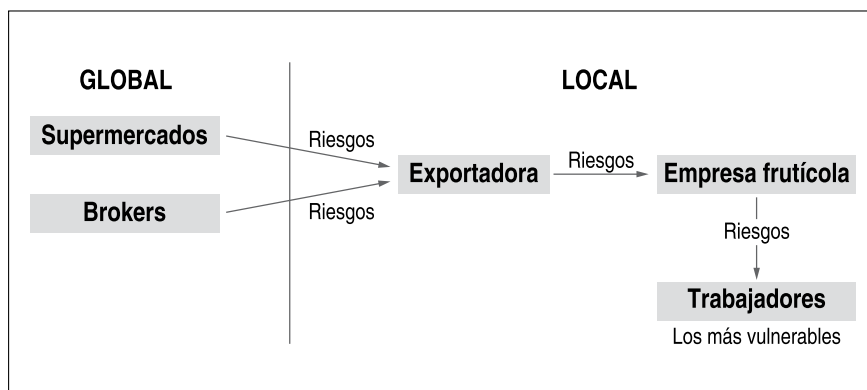 GLOBAL
LOCAL
Supermercados
Riesgos
Exportadora
Riesgos
Empresa frutícola
Brokers
Riesgos
Riesgos
Trabajadores
Los más vulnerables